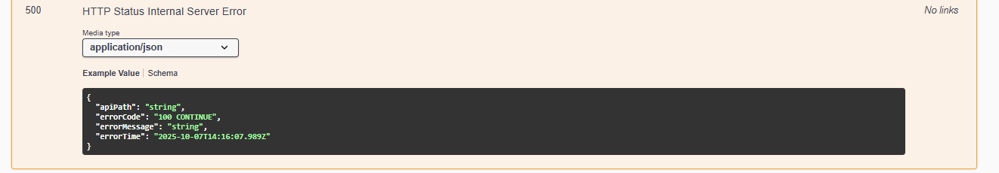 500 HTTP Status Internal Server Error No links
Media type
application/json
Example Value Schema
{
"apiPath": "string",
"errorCode": "100 CONTINUE",
"errorMessage": "string",
"errorTime": "2025-10-07T14:16:07.989Z"
}